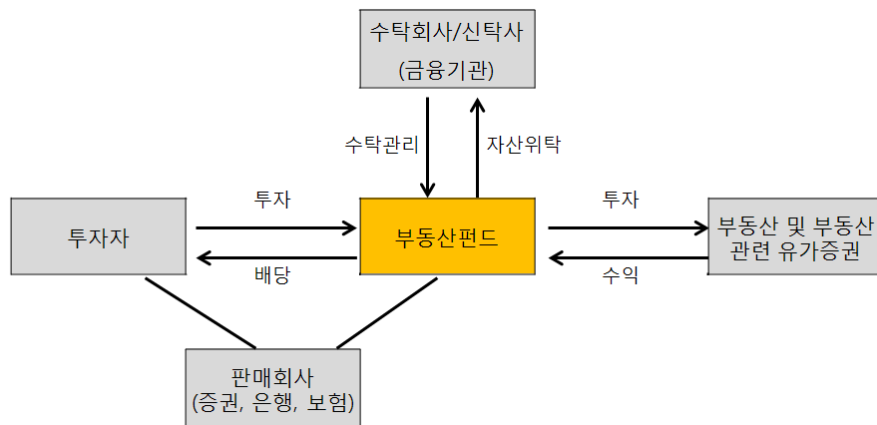 수탁회사/신탁사
(금융기관)
수탁관리
자산위탁
투자
투자
투자자
부동산펀드
부동산 및 부동산
관련 유가증권
배당
수익
판매회사
(증권, 은행, 보험)